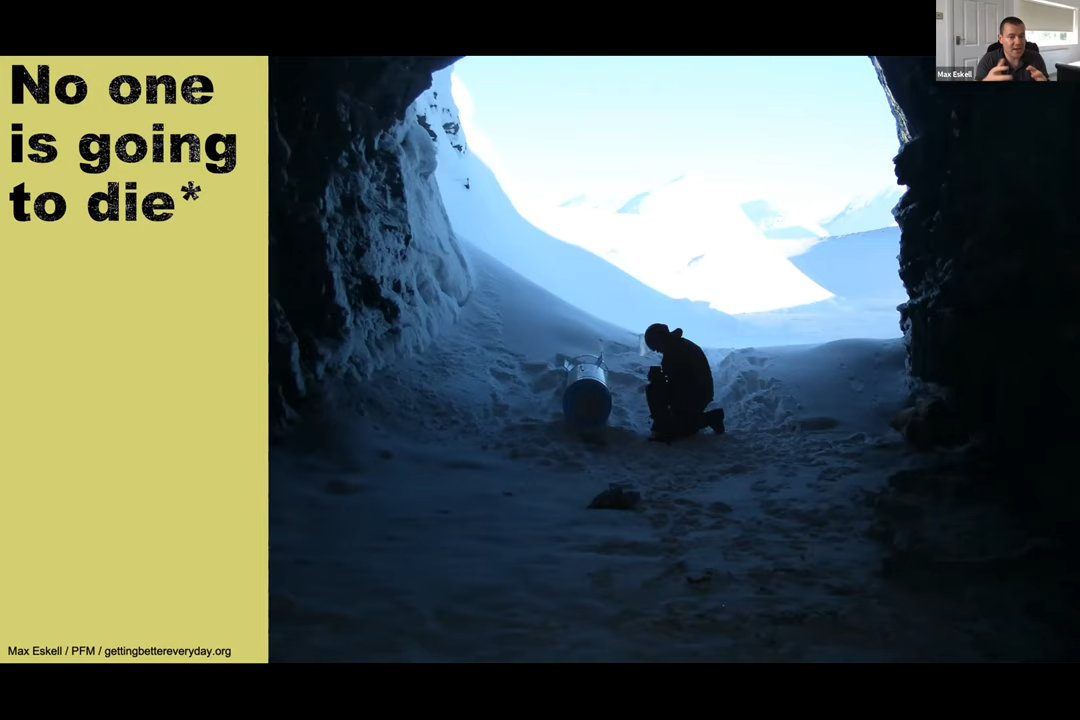 No one
is going
to die*
Max Eskell / PFM / gettingbettereveryday.org
Max Eskell